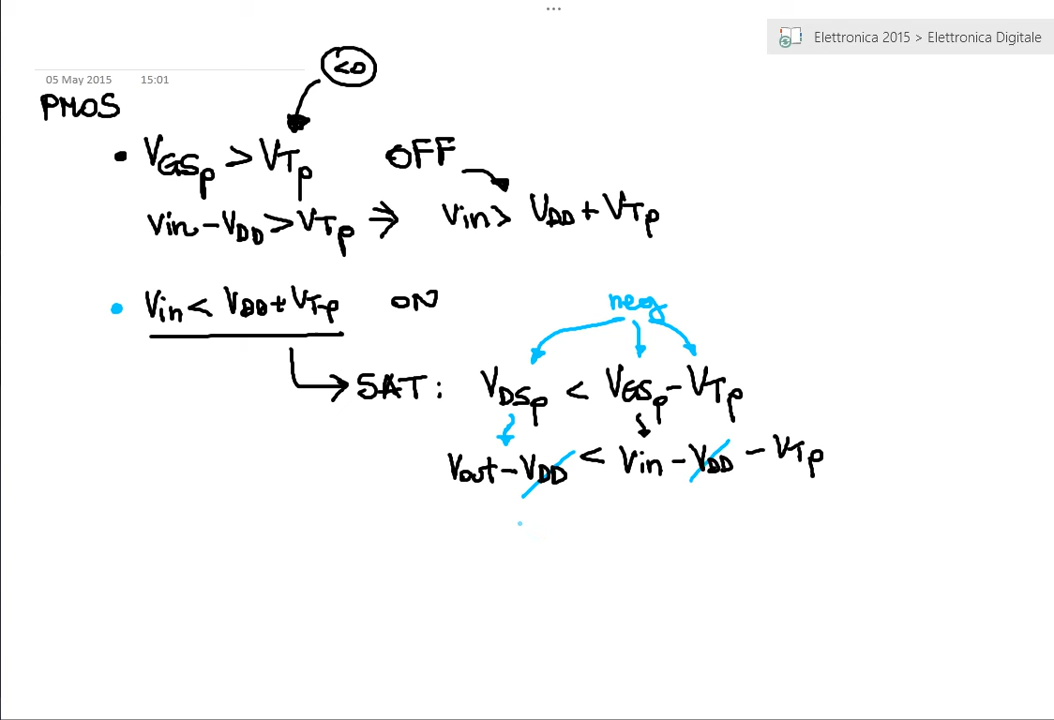 Elettronica 2015 > Elettronica Digitale
05 May 2015 15:01
<0
PMOS
• VGSp > VTp OFF
Vin - VDD > VTp ⇒ Vin > VDD + VTp
• Vin < VDD + VTp ON
neg
SAT: VDSp < VGSp - VTp
Vout - VDD < Vin - VDD - VTp